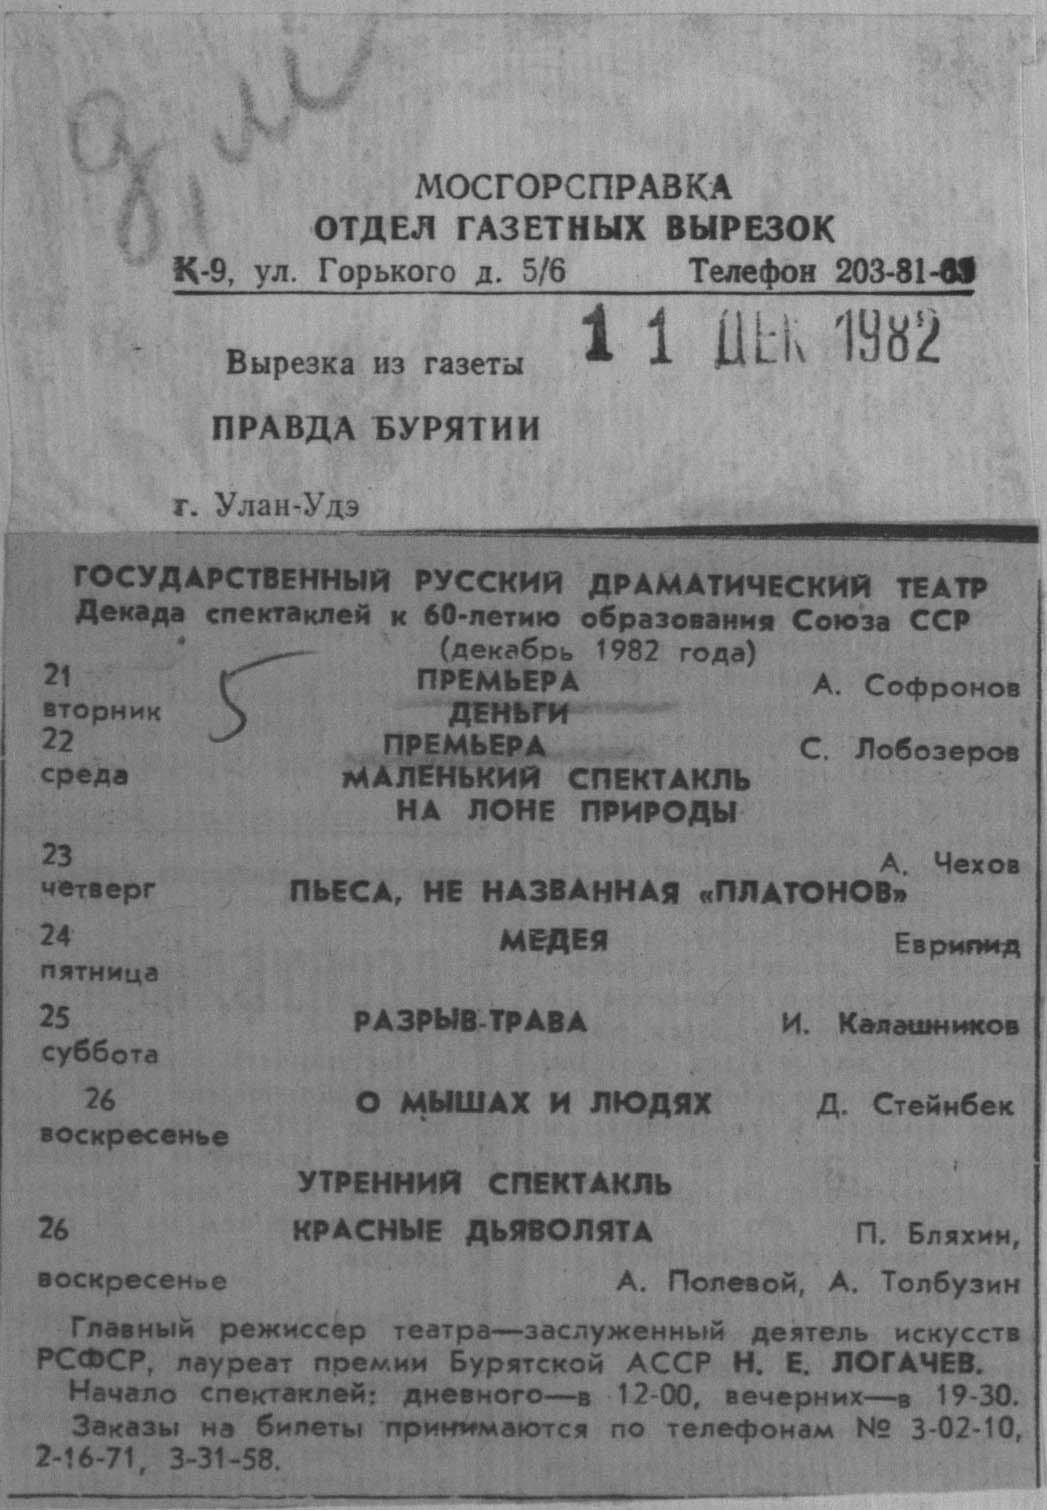 МОСГОРСПРАВКА
ОТДЕЛ ГАЗЕТНЫХ ВЫРЕЗОК
К-9, ул. Горького д. 5/6 Телефон 203-81-63
Вырезка из газеты 11 ДЕК 1982
ПРАВДА БУРЯТИИ
г. Улан-Удэ
ГОСУДАРСТВЕННЫЙ РУССКИЙ ДРАМАТИЧЕСКИЙ ТЕАТР
Декада спектаклей к 60-летию образования Союза ССР
(декабрь 1982 года)
21 ПРЕМЬЕРА А. Софронов
вторник 5 ДЕНЬГИ
22 ПРЕМЬЕРА С. Лобозеров
среда МАЛЕНЬКИЙ СПЕКТАКЛЬ
НА ЛОНЕ ПРИРОДЫ
23 А. Чехов
четверг ПЬЕСА, НЕ НАЗВАННАЯ «ПЛАТОНОВ»
24 МЕДЕЯ Еврипид
пятница
25 РАЗРЫВ-ТРАВА И. Калашников
суббота
26 О МЫШАХ И ЛЮДЯХ Д. Стейнбек
воскресенье
УТРЕННИЙ СПЕКТАКЛЬ
26 КРАСНЫЕ ДЬЯВОЛЯТА П. Бляхин,
воскресенье А. Полевой, А. Толбузин
Главный режиссер театра—заслуженный деятель искусств
РСФСР, лауреат премии Бурятской АССР Н. Е. ЛОГАЧЕВ.
Начало спектаклей: дневного—в 12-00, вечерних—в 19-30.
Заказы на билеты принимаются по телефонам № 3-02-10,
2-16-71, 3-31-58.